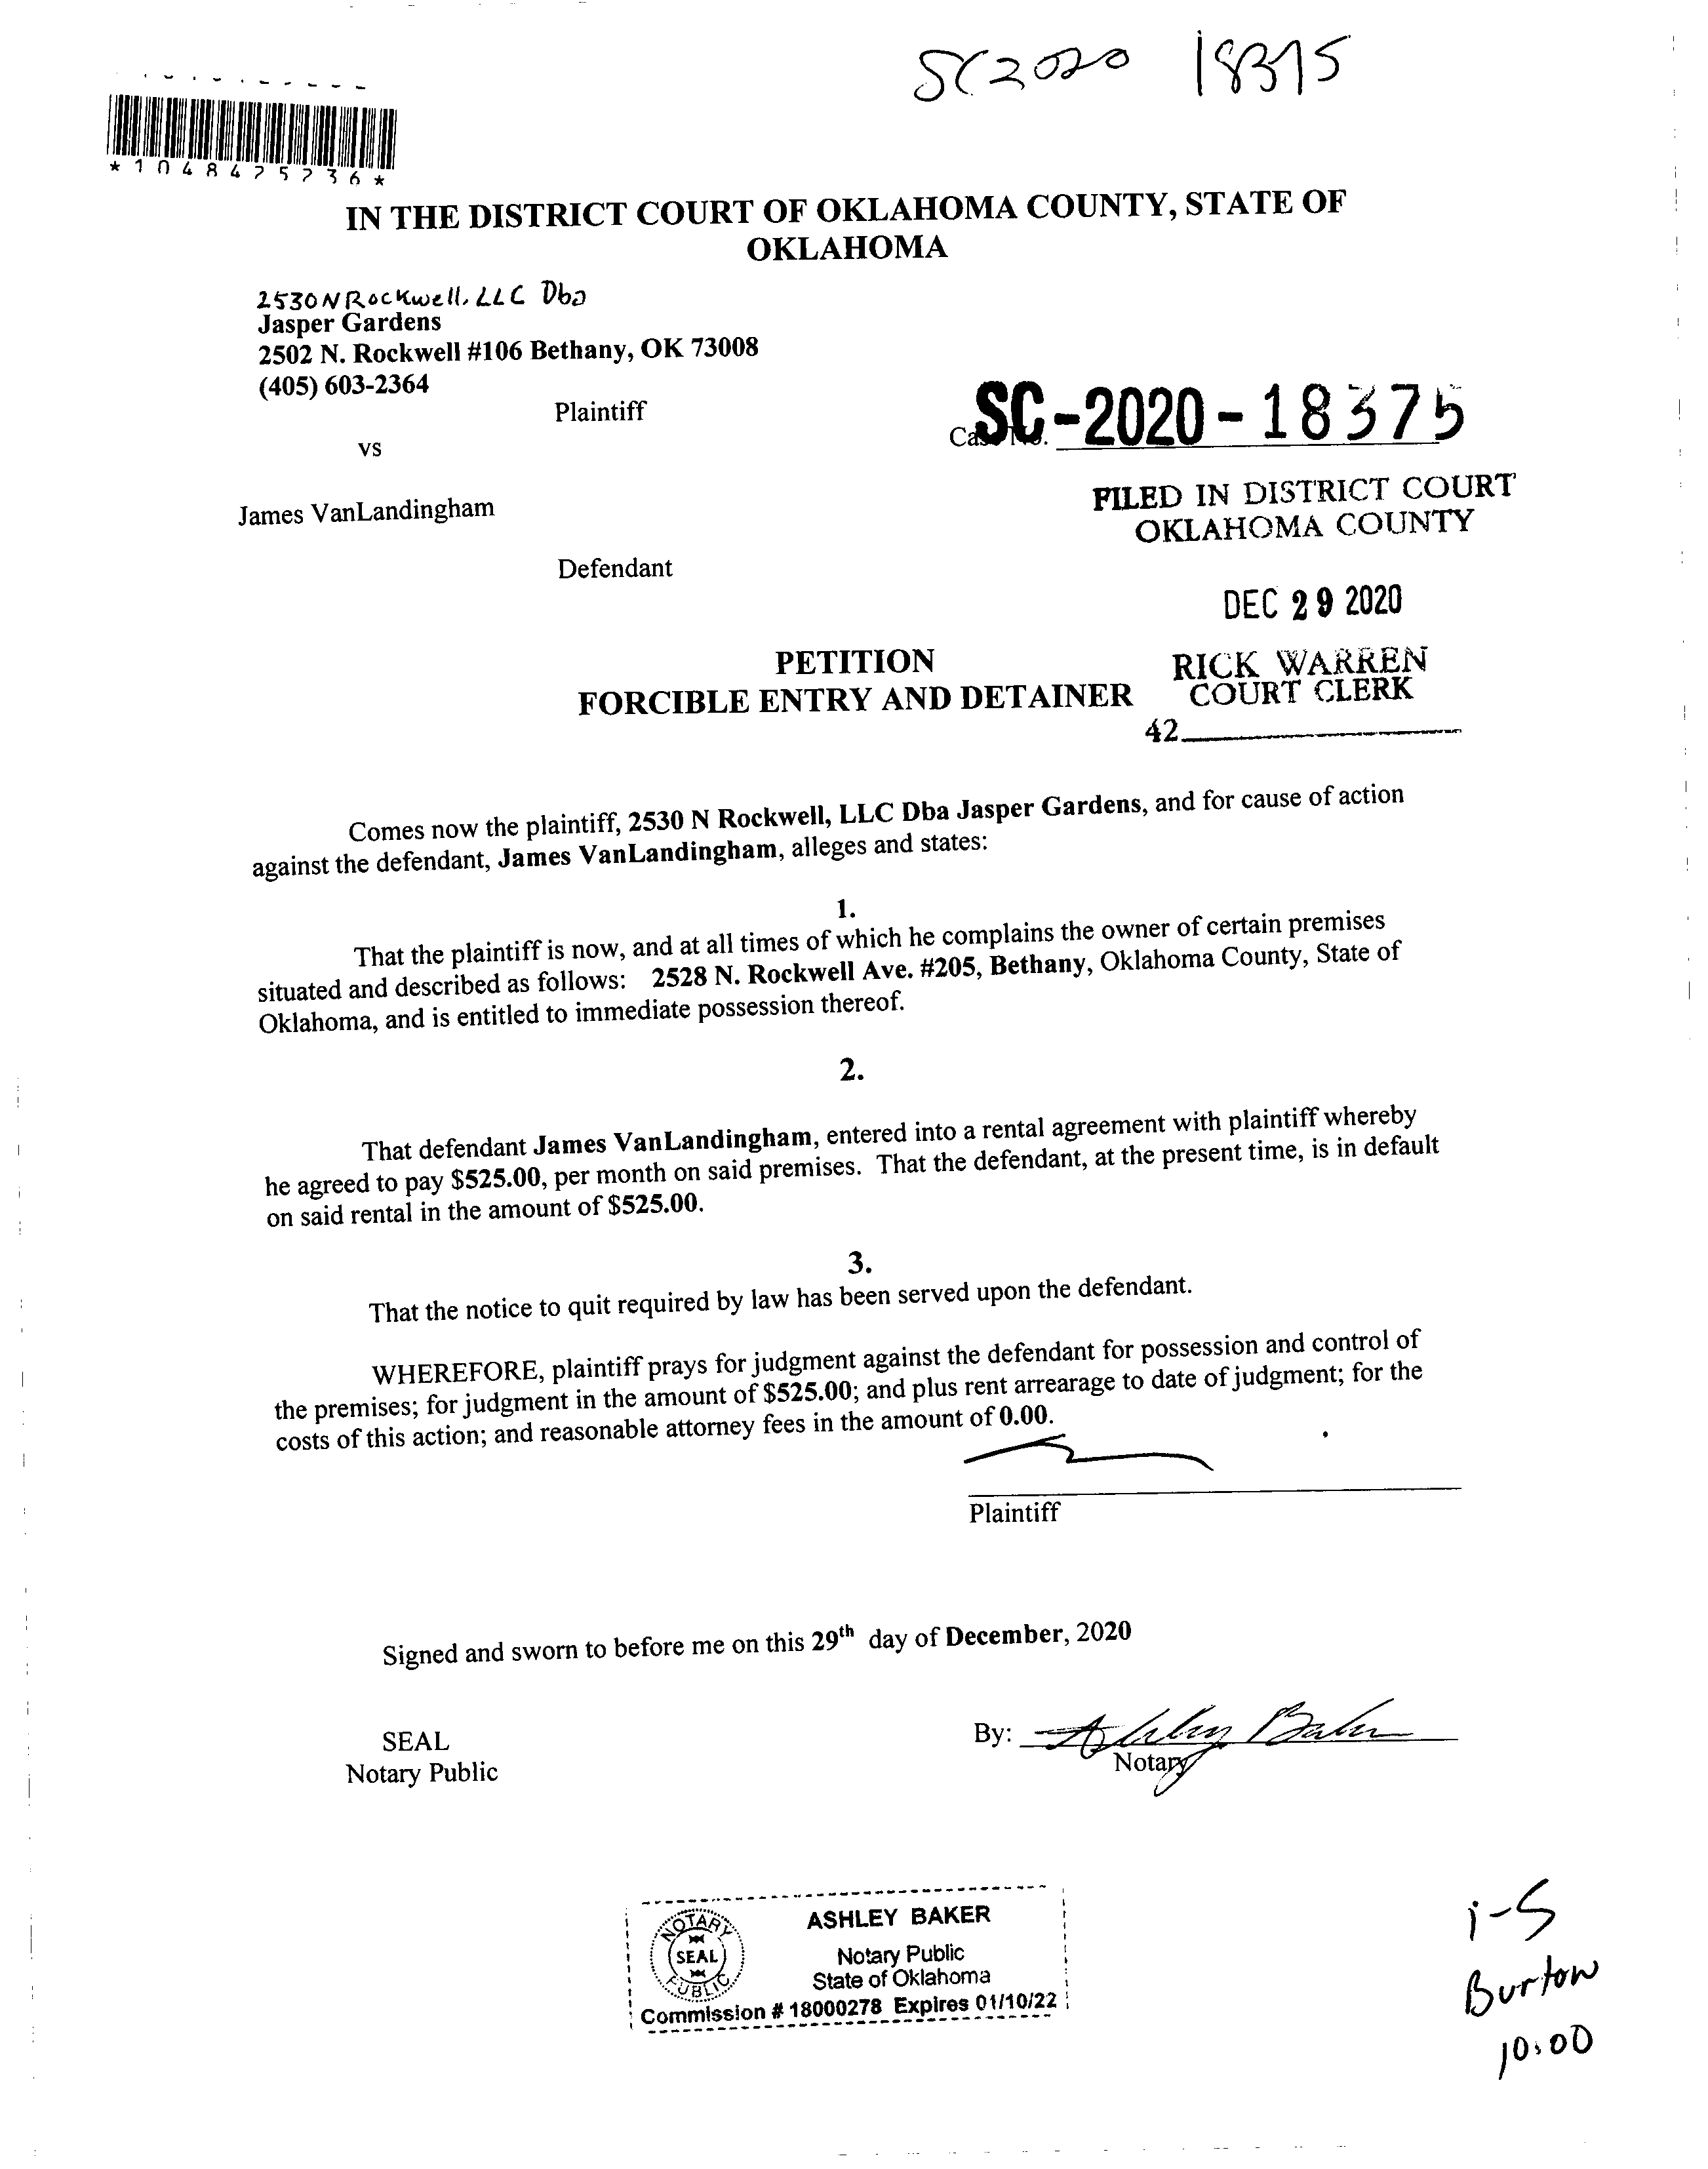 SC2020 18375
*1048425236*
IN THE DISTRICT COURT OF OKLAHOMA COUNTY, STATE OF
OKLAHOMA
2530 N Rockwell, LLC Dba
Jasper Gardens
2502 N. Rockwell #106 Bethany, OK 73008
(405) 603-2364
Plaintiff
vs
Case No. SC-2020-18375
James VanLandingham
FILED IN DISTRICT COURT
OKLAHOMA COUNTY
Defendant
DEC 29 2020
PETITION
FORCIBLE ENTRY AND DETAINER
RICK WARREN
COURT CLERK
42
Comes now the plaintiff, 2530 N Rockwell, LLC Dba Jasper Gardens, and for cause of action
against the defendant, James VanLandingham, alleges and states:
1.
That the plaintiff is now, and at all times of which he complains the owner of certain premises
situated and described as follows: 2528 N. Rockwell Ave. #205, Bethany, Oklahoma County, State of
Oklahoma, and is entitled to immediate possession thereof.
2.
That defendant James VanLandingham, entered into a rental agreement with plaintiff whereby
he agreed to pay $525.00, per month on said premises. That the defendant, at the present time, is in default
on said rental in the amount of $525.00.
3.
That the notice to quit required by law has been served upon the defendant.
WHEREFORE, plaintiff prays for judgment against the defendant for possession and control of
the premises; for judgment in the amount of $525.00; and plus rent arrearage to date of judgment; for the
costs of this action; and reasonable attorney fees in the amount of 0.00.
Plaintiff
Signed and sworn to before me on this 29th day of December, 2020
SEAL
Notary Public
By: Ashley Baker
Notary
NOTARY
SEAL
PUBLIC
ASHLEY BAKER
Notary Public
State of Oklahoma
Commission # 18000278 Expires 01/10/22
1-5
Burton
10:00